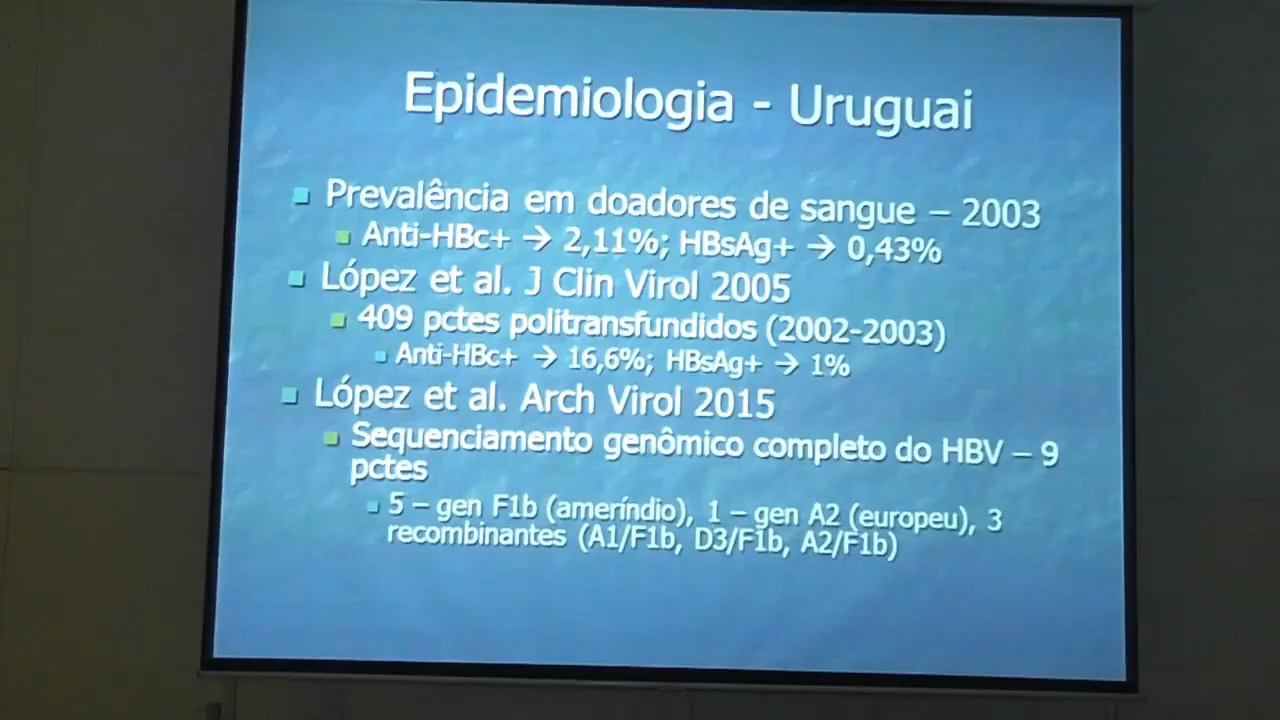 Epidemiologia - Uruguai
Prevalência em doadores de sangue – 2003
Anti-HBc+ → 2,11%; HBsAg+ → 0,43%
López et al. J Clin Virol 2005
409 pctes politransfundidos (2002-2003)
Anti-HBc+ → 16,6%; HBsAg+ → 1%
López et al. Arch Virol 2015
Sequenciamento genômico completo do HBV – 9
pctes
5 – gen F1b (ameríndio), 1 – gen A2 (europeu), 3
recombinantes (A1/F1b, D3/F1b, A2/F1b)